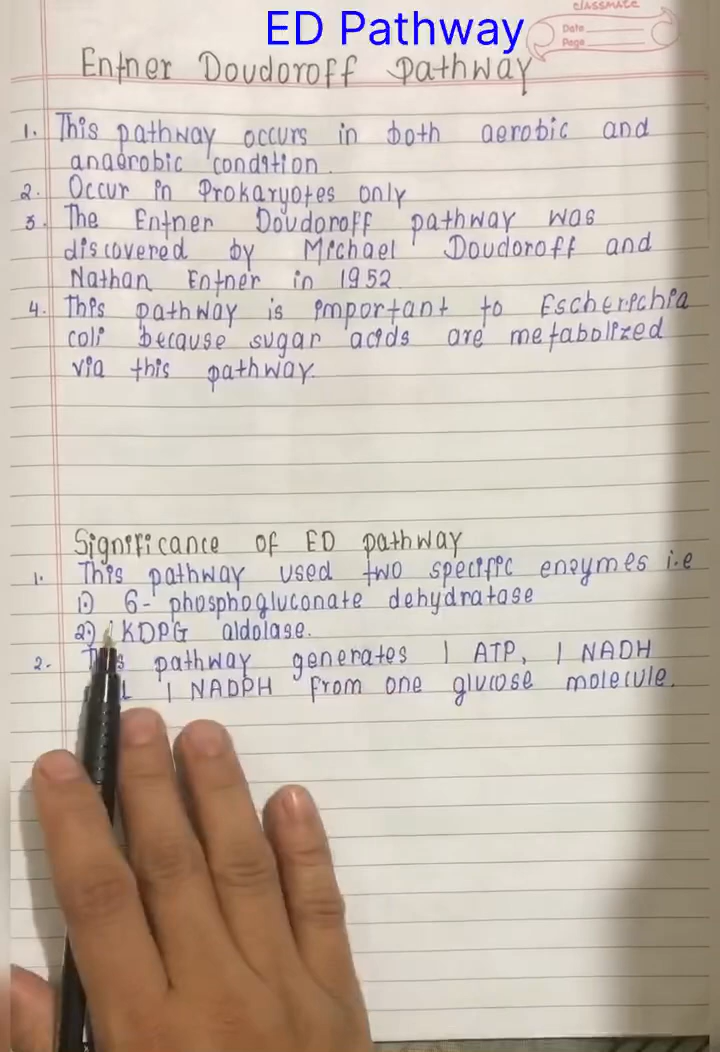 ED Pathway
classmate
Date
Page
Entner Doudoroff Pathway
1. This pathway occurs in both aerobic and
anaerobic condition.
2. Occur in Prokaryotes only
3. The Entner Doudoroff pathway was
discovered by Michael Doudoroff and
Nathan Entner in 1952
4. This pathway is important to Escherichia
coli because sugar acids are metabolized
via this pathway.
Significance of ED pathway
1. This pathway used two specific enzymes i.e
1) 6-phosphogluconate dehydratase
2) KDPG aldolase.
2. pathway generates 1 ATP, 1 NADH
1 NADPH from one glucose molecule.